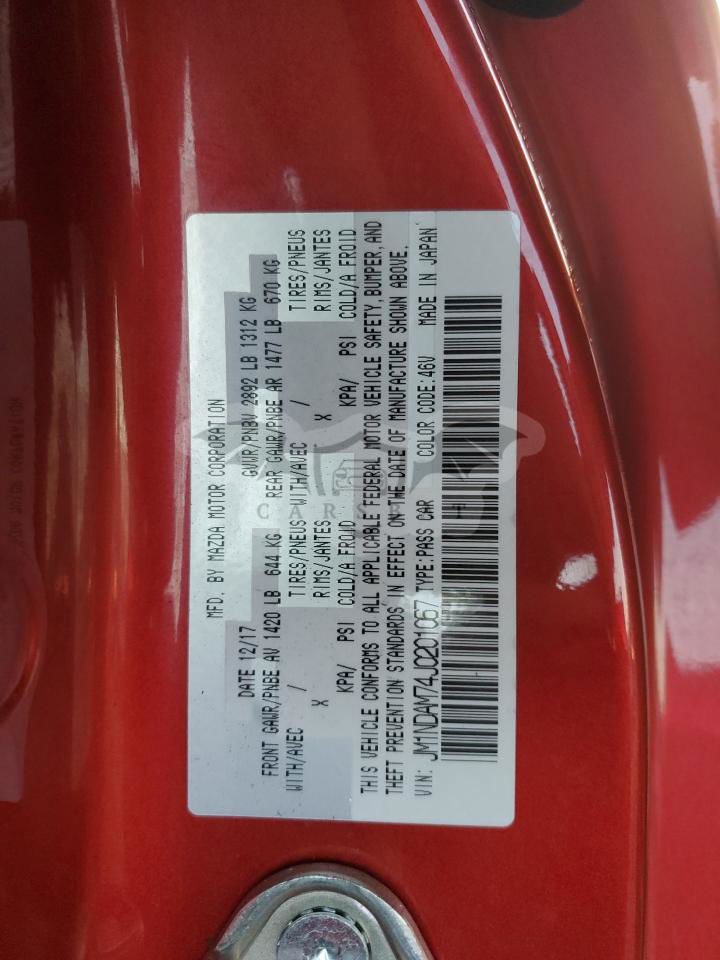 MFD. BY MAZDA MOTOR CORPORATION
DATE 12/17 GVWR/PNBV 2892 LB 1312 KG
FRONT GAWR/PNBE AV 1420 LB 644 KG REAR GAWR/PNBE AR 1477 LB 670 KG
WITH/AVEC / TIRES/PNEUS WITH/AVEC / TIRES/PNEUS
X RIMS/JANTES X RIMS/JANTES
KPA/ PSI COLD/A FROID KPA/ PSI COLD/A FROID
THIS VEHICLE CONFORMS TO ALL APPLICABLE FEDERAL MOTOR VEHICLE SAFETY, BUMPER, AND
THEFT PREVENTION STANDARDS IN EFFECT ON THE DATE OF MANUFACTURE SHOWN ABOVE.
VIN: JM1NDAM74J0201067 TYPE:PASS CAR COLOR CODE:46V MADE IN JAPAN